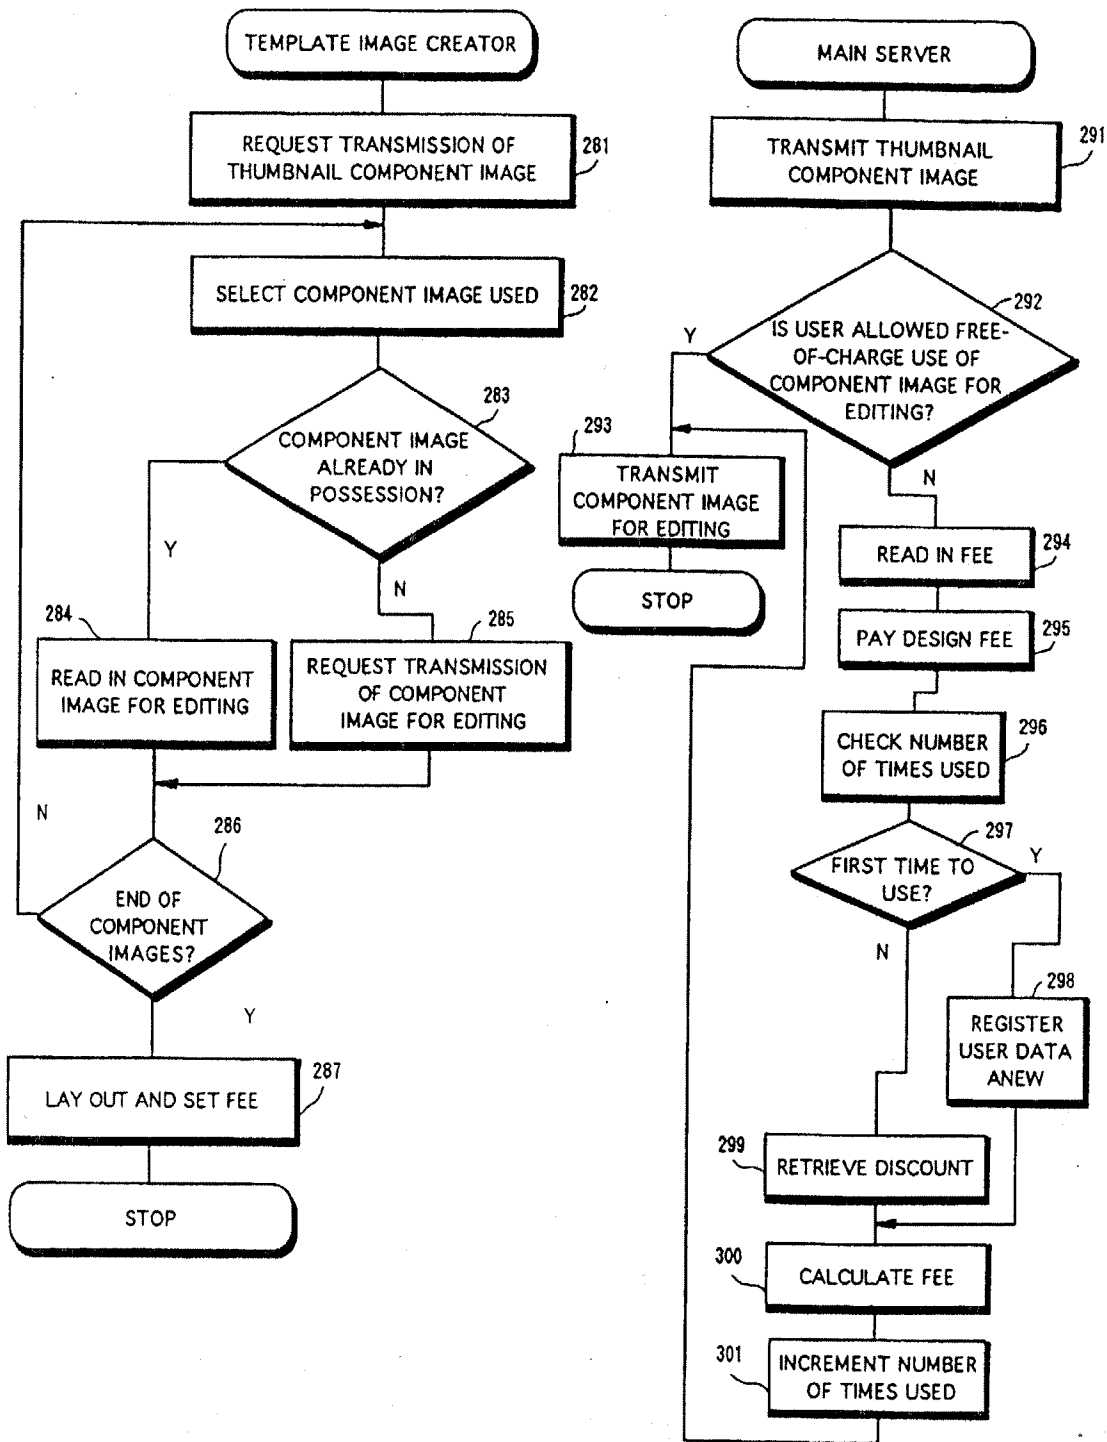 TEMPLATE IMAGE CREATOR
REQUEST TRANSMISSION OF
THUMBNAIL COMPONENT IMAGE
281
SELECT COMPONENT IMAGE USED
282
283
COMPONENT IMAGE
ALREADY IN
POSSESSION?
Y
N
284
READ IN COMPONENT
IMAGE FOR EDITING
285
REQUEST TRANSMISSION
OF COMPONENT
IMAGE FOR EDITING
N
286
END OF
COMPONENT
IMAGES?
Y
287
LAY OUT AND SET FEE
STOP
MAIN SERVER
291
TRANSMIT THUMBNAIL
COMPONENT IMAGE
292
IS USER ALLOWED FREE-
OF-CHARGE USE OF
COMPONENT IMAGE FOR
EDITING?
Y
N
293
TRANSMIT
COMPONENT IMAGE
FOR EDITING
STOP
READ IN FEE
294
PAY DESIGN FEE
295
296
CHECK NUMBER
OF TIMES USED
297
FIRST TIME TO
USE?
Y
N
298
REGISTER
USER DATA
ANEW
299
RETRIEVE DISCOUNT
300
CALCULATE FEE
301
INCREMENT NUMBER
OF TIMES USED